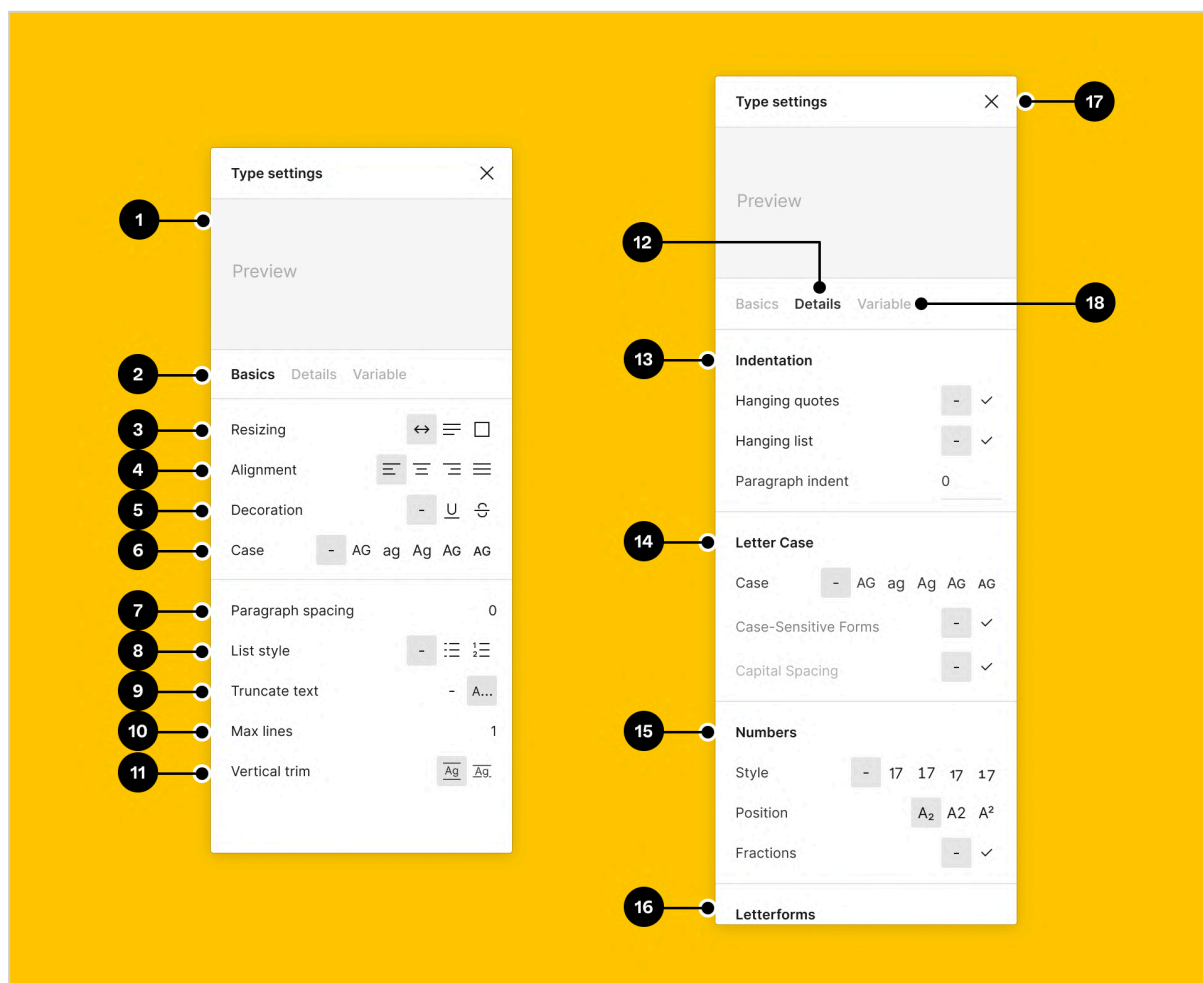 Type settings
1
Preview
2 Basics Details Variable
3 Resizing
4 Alignment
5 Decoration - U S
6 Case - AG ag Ag AG AG
7 Paragraph spacing 0
8 List style -
9 Truncate text - A...
10 Max lines 1
11 Vertical trim Ag Ag
Type settings 17
Preview
12
Basics Details Variable 18
13 Indentation
Hanging quotes -
Hanging list -
Paragraph indent 0
14 Letter Case
Case - AG ag Ag AG AG
Case-Sensitive Forms -
Capital Spacing -
15 Numbers
Style - 17 17 17 17
Position A₂ A2 A²
Fractions -
16 Letterforms